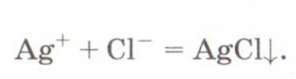 Ag⁺ + Cl⁻ = AgCl↓.